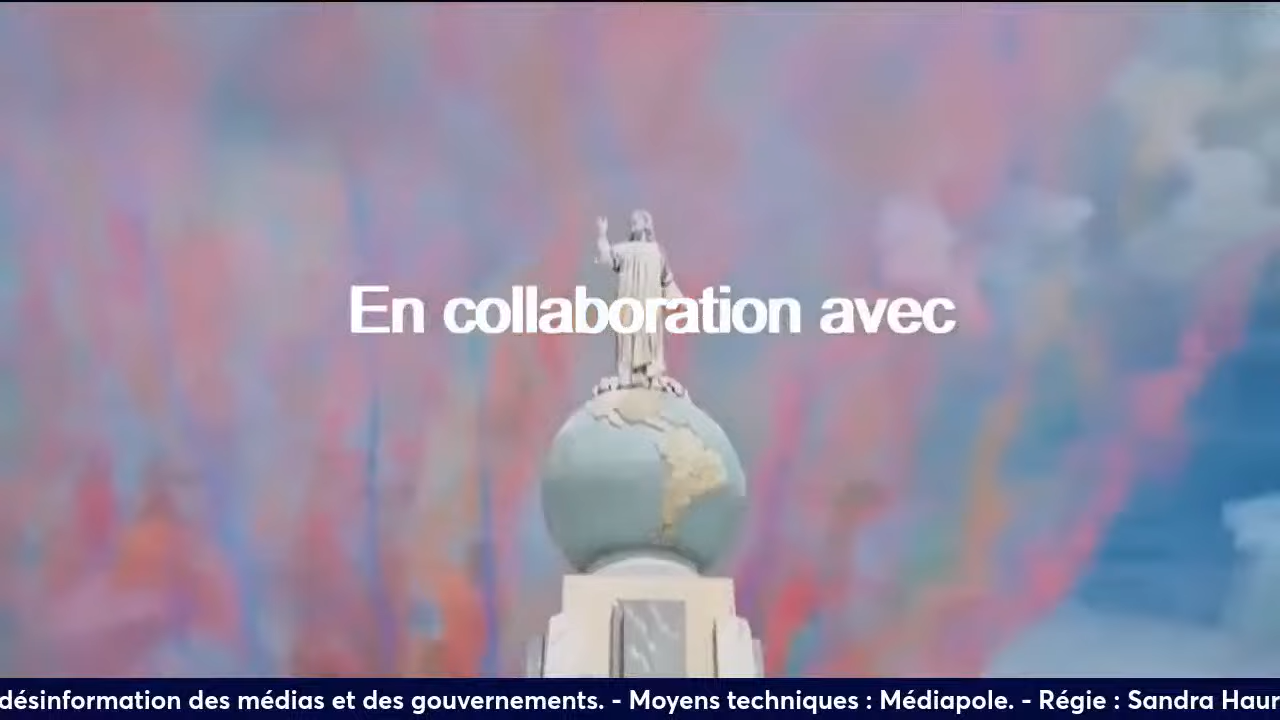 En collaboration avec
désinformation des médias et des gouvernements. - Moyens techniques : Médiapole. - Régie : Sandra